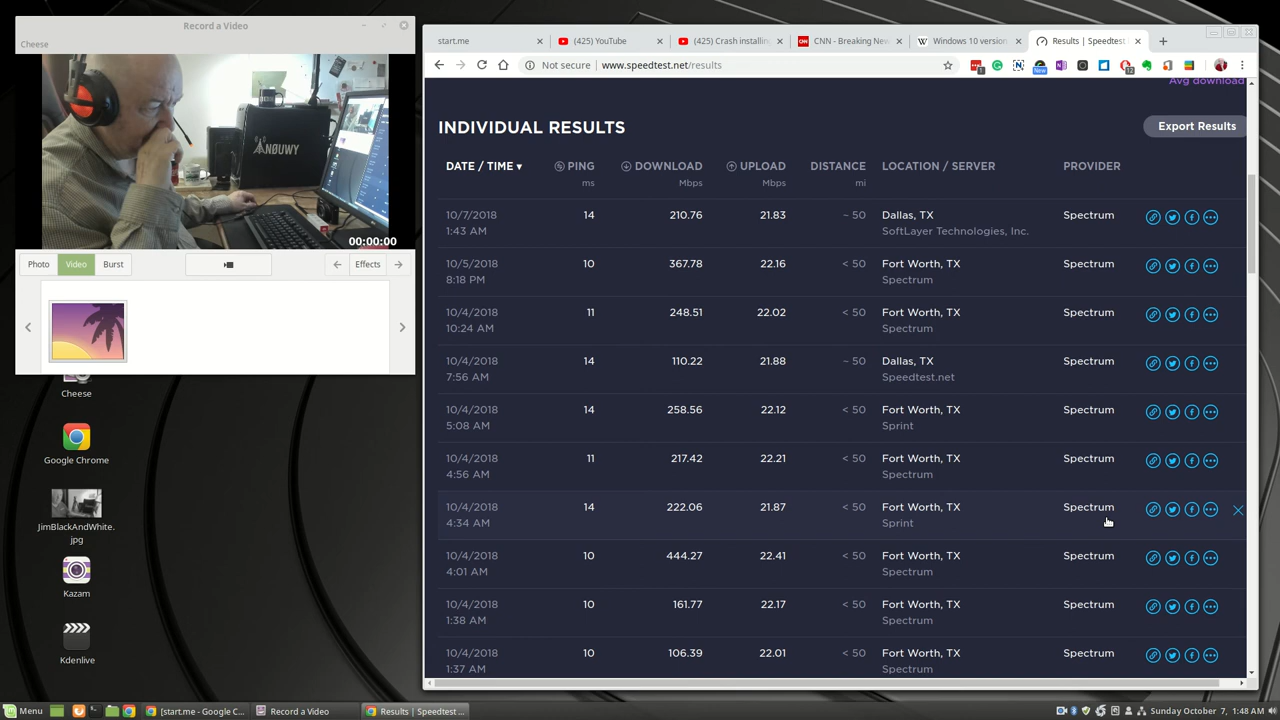 Record a Video
Cheese
NØUWY
00:00:00
Photo
Video
Burst
Effects
Cheese
Google Chrome
JimBlackAndWhite.
jpg
Kazam
Kdenlive
start.me
(425) YouTube
(425) Crash installin
CNN - Breaking New
Windows 10 version
Results | Speedtest
Not secure
www.speedtest.net/results
New
12
Avg download
INDIVIDUAL RESULTS
Export Results
DATE / TIME ▾ PING DOWNLOAD UPLOAD DISTANCE LOCATION / SERVER PROVIDER
ms Mbps Mbps mi
10/7/2018 14 210.76 21.83 ~ 50 Dallas, TX Spectrum
1:43 AM SoftLayer Technologies, Inc.
10/5/2018 10 367.78 22.16 < 50 Fort Worth, TX Spectrum
8:18 PM Spectrum
10/4/2018 11 248.51 22.02 < 50 Fort Worth, TX Spectrum
10:24 AM Spectrum
10/4/2018 14 110.22 21.88 ~ 50 Dallas, TX Spectrum
7:56 AM Speedtest.net
10/4/2018 14 258.56 22.12 < 50 Fort Worth, TX Spectrum
5:08 AM Sprint
10/4/2018 11 217.42 22.21 < 50 Fort Worth, TX Spectrum
4:56 AM Spectrum
10/4/2018 14 222.06 21.87 < 50 Fort Worth, TX Spectrum
4:34 AM Sprint
10/4/2018 10 444.27 22.41 < 50 Fort Worth, TX Spectrum
4:01 AM Spectrum
10/4/2018 10 161.77 22.17 < 50 Fort Worth, TX Spectrum
1:38 AM Spectrum
10/4/2018 10 106.39 22.01 < 50 Fort Worth, TX Spectrum
1:37 AM Spectrum
Menu
[start.me - Google C...
Record a Video
Results | Speedtest ...
Sunday October 7, 1:48 AM